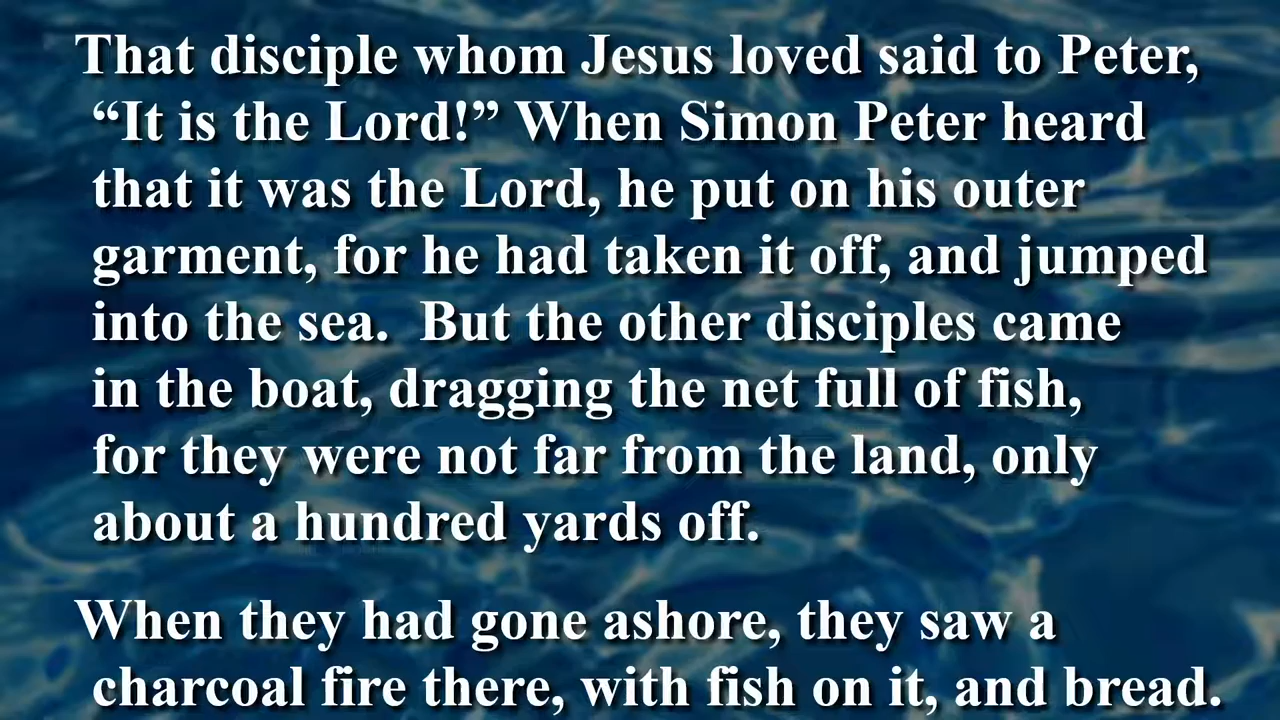 That disciple whom Jesus loved said to Peter,
“It is the Lord!” When Simon Peter heard
that it was the Lord, he put on his outer
garment, for he had taken it off, and jumped
into the sea.  But the other disciples came
in the boat, dragging the net full of fish,
for they were not far from the land, only
about a hundred yards off.
When they had gone ashore, they saw a
charcoal fire there, with fish on it, and bread.